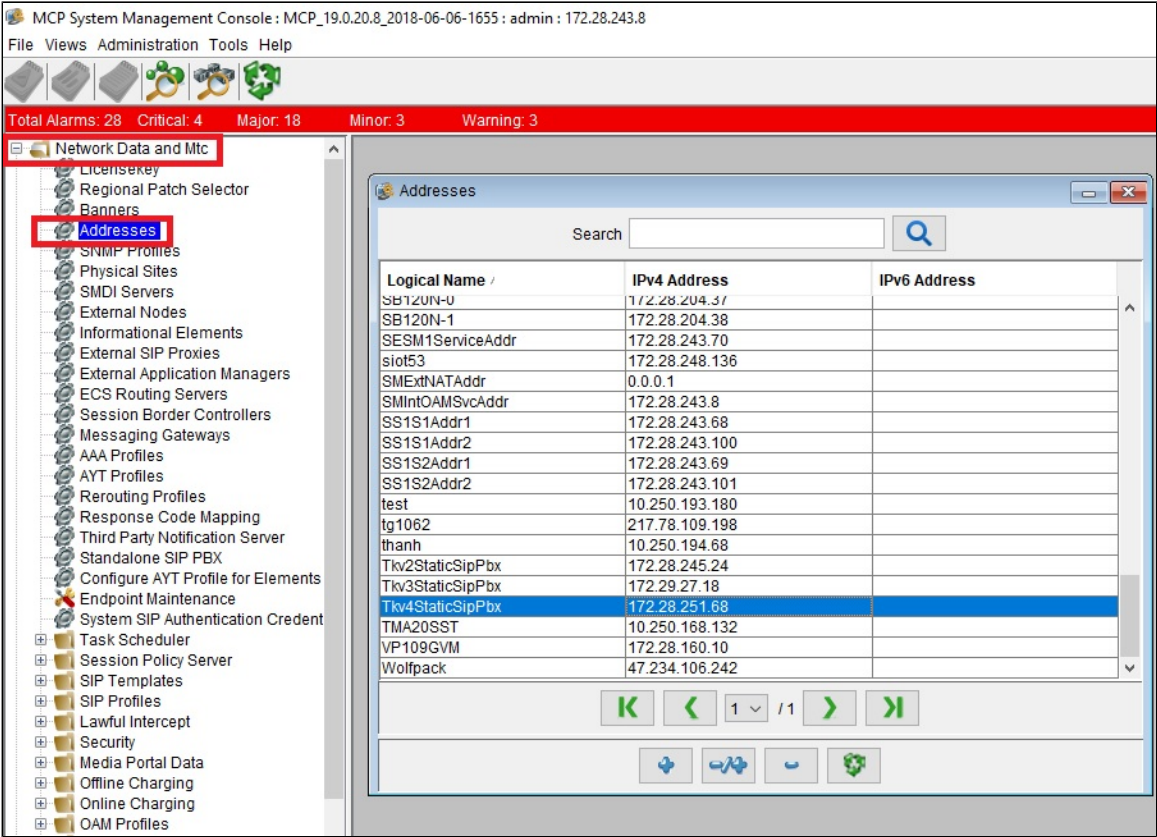 MCP System Management Console : MCP_19.0.20.8_2018-06-06-1655 : admin : 172.28.243.8
File Views Administration Tools Help
Total Alarms: 28 Critical: 4 Major: 18 Minor: 3 Warning: 3
Network Data and Mtc
Licensekey
Regional Patch Selector
Banners
Addresses
SNMP Profiles
Physical Sites
SMDI Servers
External Nodes
Informational Elements
External SIP Proxies
External Application Managers
ECS Routing Servers
Session Border Controllers
Messaging Gateways
AAA Profiles
AYT Profiles
Rerouting Profiles
Response Code Mapping
Third Party Notification Server
Standalone SIP PBX
Configure AYT Profile for Elements
Endpoint Maintenance
System SIP Authentication Credent
Task Scheduler
Session Policy Server
SIP Templates
SIP Profiles
Lawful Intercept
Security
Media Portal Data
Offline Charging
Online Charging
OAM Profiles
Addresses
Search
Logical Name / IPv4 Address IPv6 Address
SB120N-0 172.28.204.37
SB120N-1 172.28.204.38
SESM1ServiceAddr 172.28.243.70
siot53 172.28.248.136
SMExtNATAddr 0.0.0.1
SMIntOAMSvcAddr 172.28.243.8
SS1S1Addr1 172.28.243.68
SS1S1Addr2 172.28.243.100
SS1S2Addr1 172.28.243.69
SS1S2Addr2 172.28.243.101
test 10.250.193.180
tg1062 217.78.109.198
thanh 10.250.194.68
Tkv2StaticSipPbx 172.28.245.24
Tkv3StaticSipPbx 172.29.27.18
Tkv4StaticSipPbx 172.28.251.68
TMA20SST 10.250.168.132
VP109GVM 172.28.160.10
Wolfpack 47.234.106.242
1 / 1